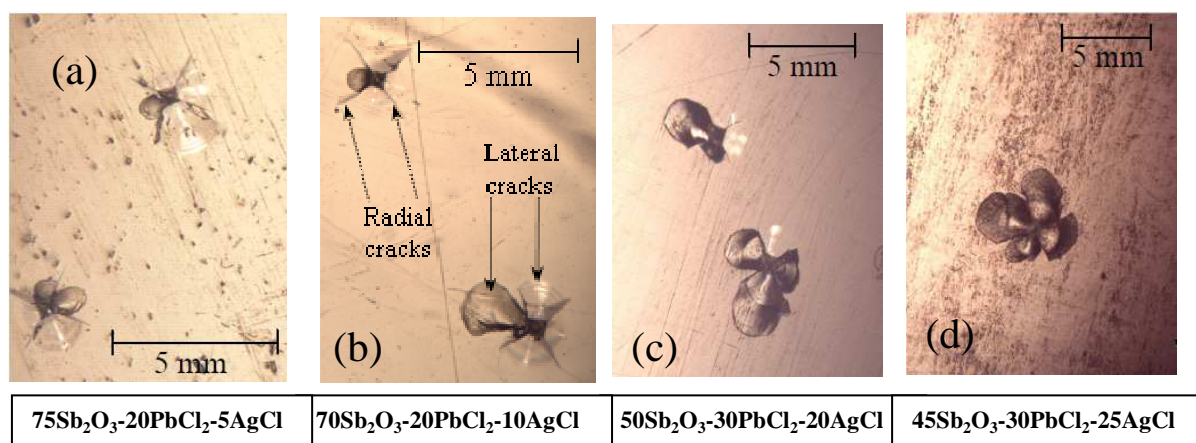 (a)
5 mm
(b)
5 mm
Lateral
cracks
Radial
cracks
(c)
5 mm
(d)
5 mm
75Sb₂O₃-20PbCl₂-5AgCl
70Sb₂O₃-20PbCl₂-10AgCl
50Sb₂O₃-30PbCl₂-20AgCl
45Sb₂O₃-30PbCl₂-25AgCl